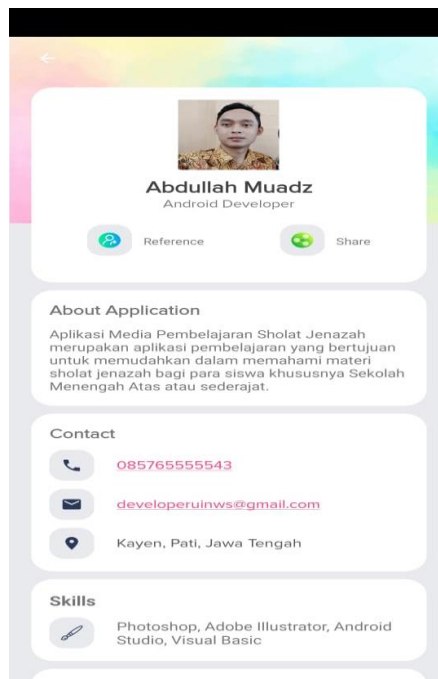 Abdullah Muadz
Android Developer
Reference
Share
About Application
Aplikasi Media Pembelajaran Sholat Jenazah
merupakan aplikasi pembelajaran yang bertujuan
untuk memudahkan dalam memahami materi
sholat jenazah bagi para siswa khususnya Sekolah
Menengah Atas atau sederajat.
Contact
085765555543
developeruinws@gmail.com
Kayen, Pati, Jawa Tengah
Skills
Photoshop, Adobe Illustrator, Android
Studio, Visual Basic